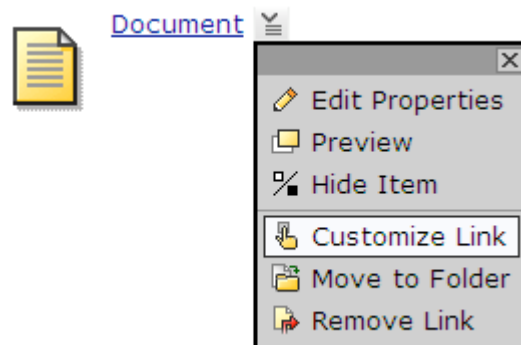 Document
Edit Properties
Preview
Hide Item
Customize Link
Move to Folder
Remove Link